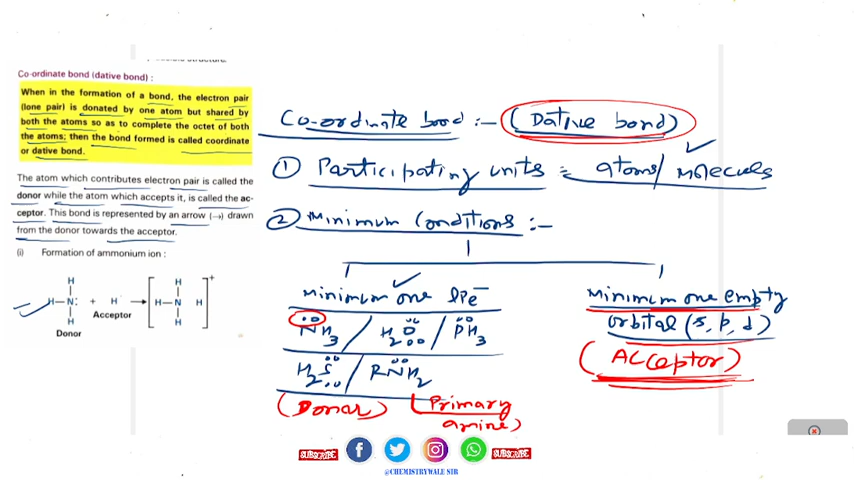 Co-ordinate bond (dative bond) :
When in the formation of a bond, the electron pair
(lone pair) is donated by one atom but shared by
both the atoms so as to complete the octet of both
the atoms; then the bond formed is called coordinate
or dative bond.
The atom which contributes electron pair is called the
donor while the atom which accepts it, is called the ac-
ceptor. This bond is represented by an arrow (→) drawn
from the donor towards the acceptor.
(i) Formation of ammonium ion :
H H
H—N: + H → [H—N H]+
H Acceptor H
Donor
Co-ordinate bond :- (Dative bond)
① Participating units = atoms/Molecules
② Minimum Conditions :-
Minimum one lPe-
NH3 / H2O / PH3
H2S / RNH2
(Donar) (Primary
amine)
Minimum one empty
orbital (s, p, d)
(Acceptor)
SUBSCRIBE SUBSCRIBE
@CHEMISTRYWALE SIR